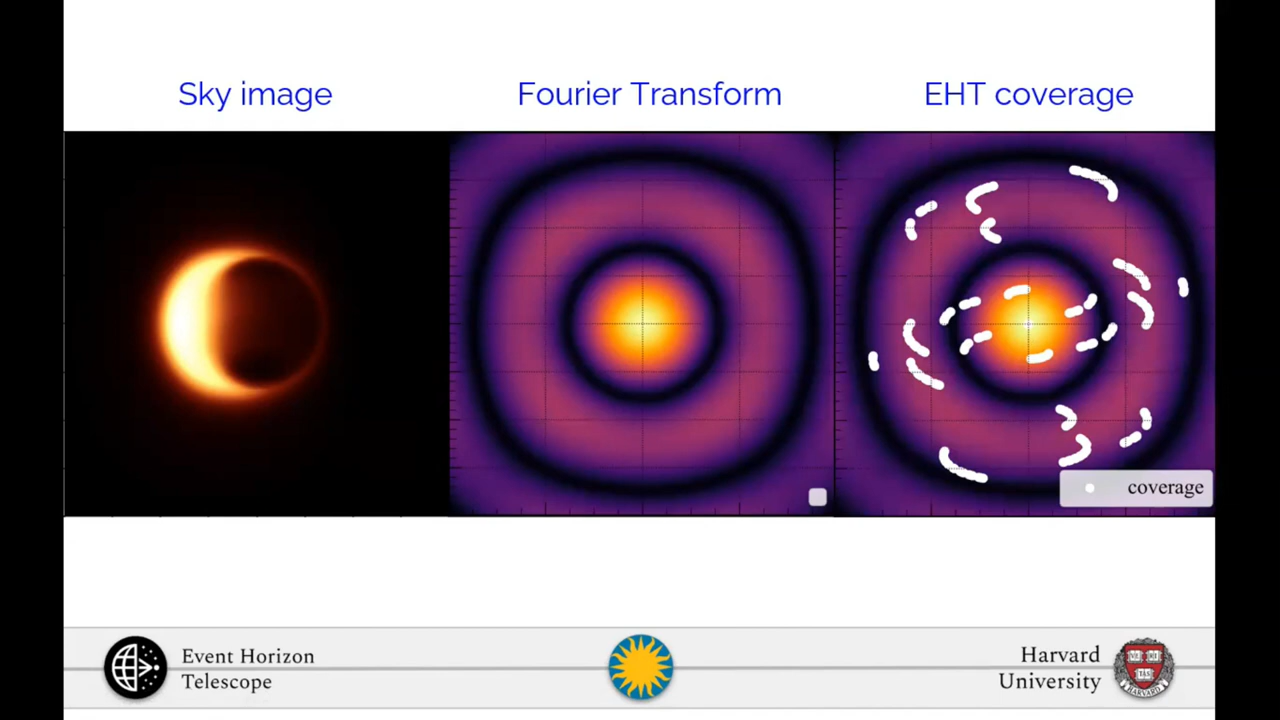 Sky image
Fourier Transform
EHT coverage
coverage
Event Horizon
Telescope
Harvard
University